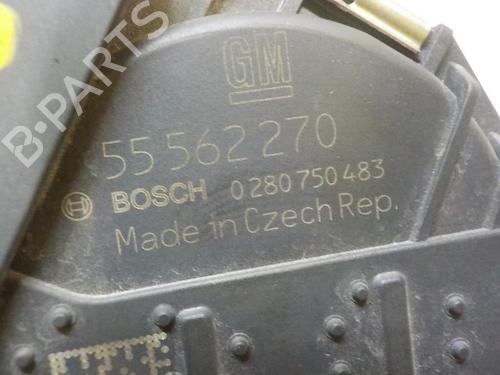 B-PARTS
GM
55 562 270
BOSCH 0 280 750 483
Made in Czech Rep.